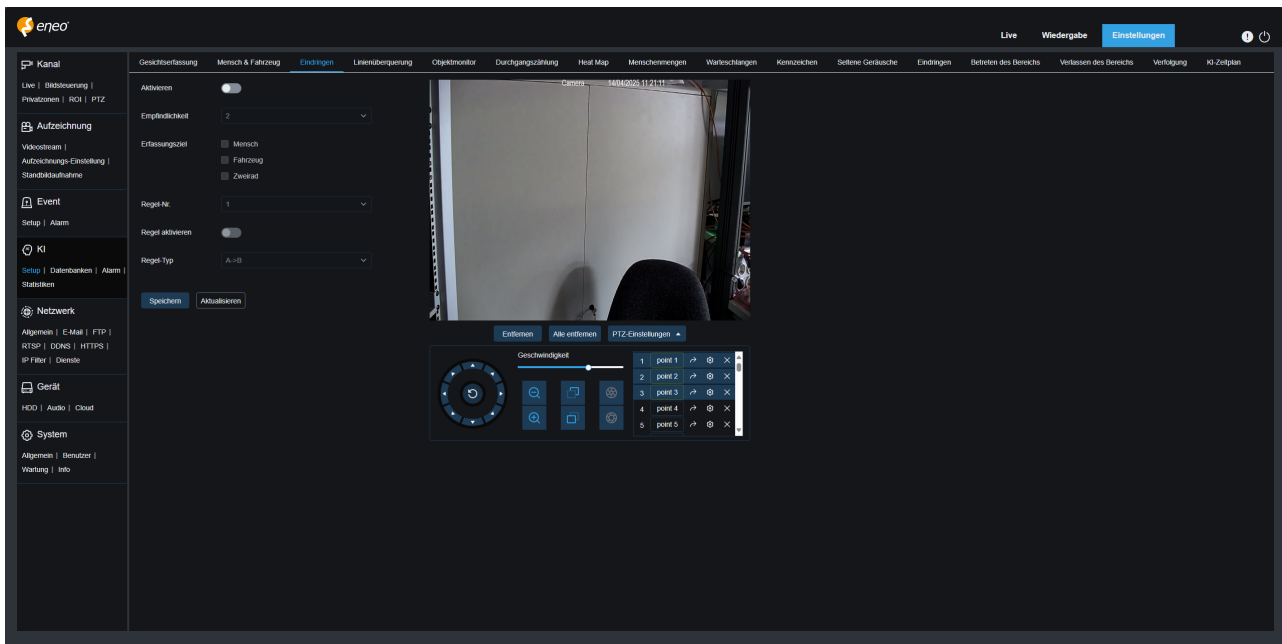 eneo
Live Wiedergabe Einstellungen
Kanal
Live | Bildsteuerung |
Privatzonen | ROI | PTZ
Aufzeichnung
Videostream |
Aufzeichnungs-Einstellung |
Standbildaufnahme
Event
Setup | Alarm
KI
Setup | Datenbanken | Alarm |
Statistiken
Netzwerk
Allgemein | E-Mail | FTP |
RTSP | DDNS | HTTPS |
IP Filter | Dienste
Gerät
HDD | Audio | Cloud
System
Allgemein | Benutzer |
Wartung | Info
Gesichtserfassung Mensch & Fahrzeug Eindringen Linienüberquerung Objektmonitor Durchgangszählung Heat Map Menschenmengen Warteschlangen Kennzeichen Seltene Geräusche Eindringen Betreten des Bereichs Verlassen des Bereichs Verfolgung KI-Zeitplan
Aktivieren
Empfindlichkeit 2
Erfassungsziel Mensch
Fahrzeug
Zweirad
Regel-Nr. 1
Regel aktivieren
Regel-Typ A->B
Speichern Aktualisieren
Camera 14/04/2025 11:21:11
Entfernen Alle entfernen PTZ-Einstellungen
Geschwindigkeit
1 point 1
2 point 2
3 point 3
4 point 4
5 point 5